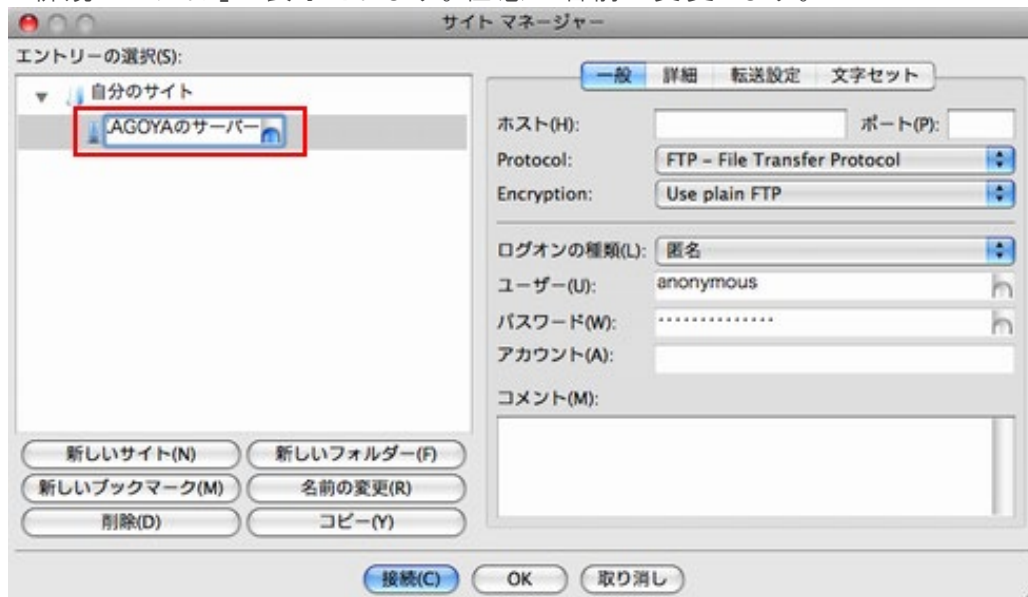 サイト マネージャー
エントリーの選択(S):
自分のサイト
.AGOYAのサーバー
一般 詳細 転送設定 文字セット
ホスト(H): ポート(P):
Protocol: FTP – File Transfer Protocol
Encryption: Use plain FTP
ログオンの種類(L): 匿名
ユーザー(U): anonymous
パスワード(W): ··············
アカウント(A):
コメント(M):
新しいサイト(N) 新しいフォルダー(F)
新しいブックマーク(M) 名前の変更(R)
削除(D) コピー(Y)
接続(C) OK 取り消し